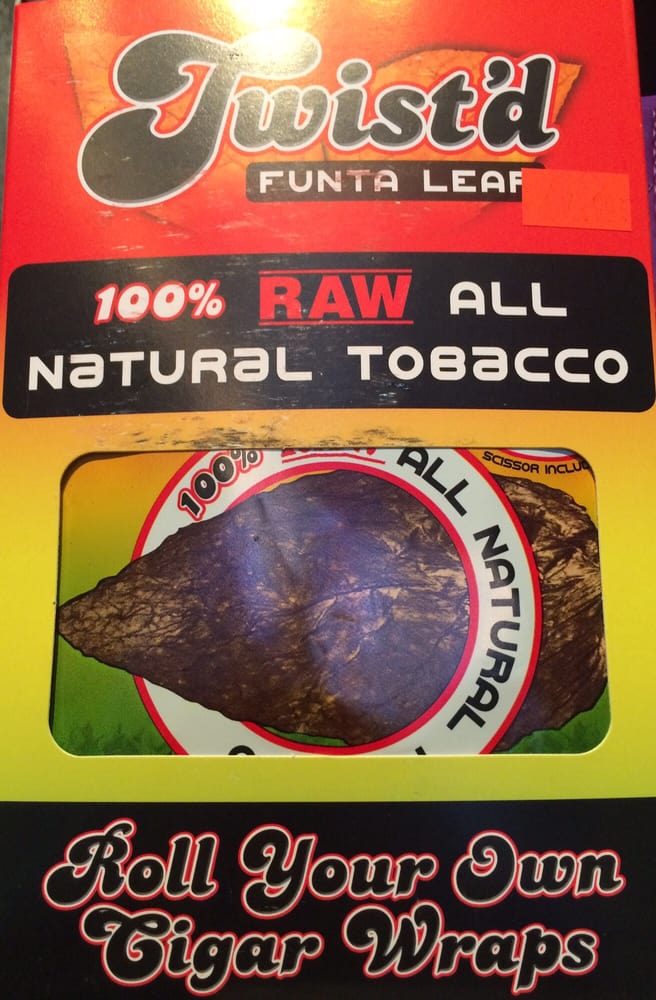 Twist'd
FUNTA LEAF
100% RAW ALL
NATURAL TOBACCO
100% ALL NATURAL
SCISSOR INCLU
Roll Your Own
Cigar Wraps